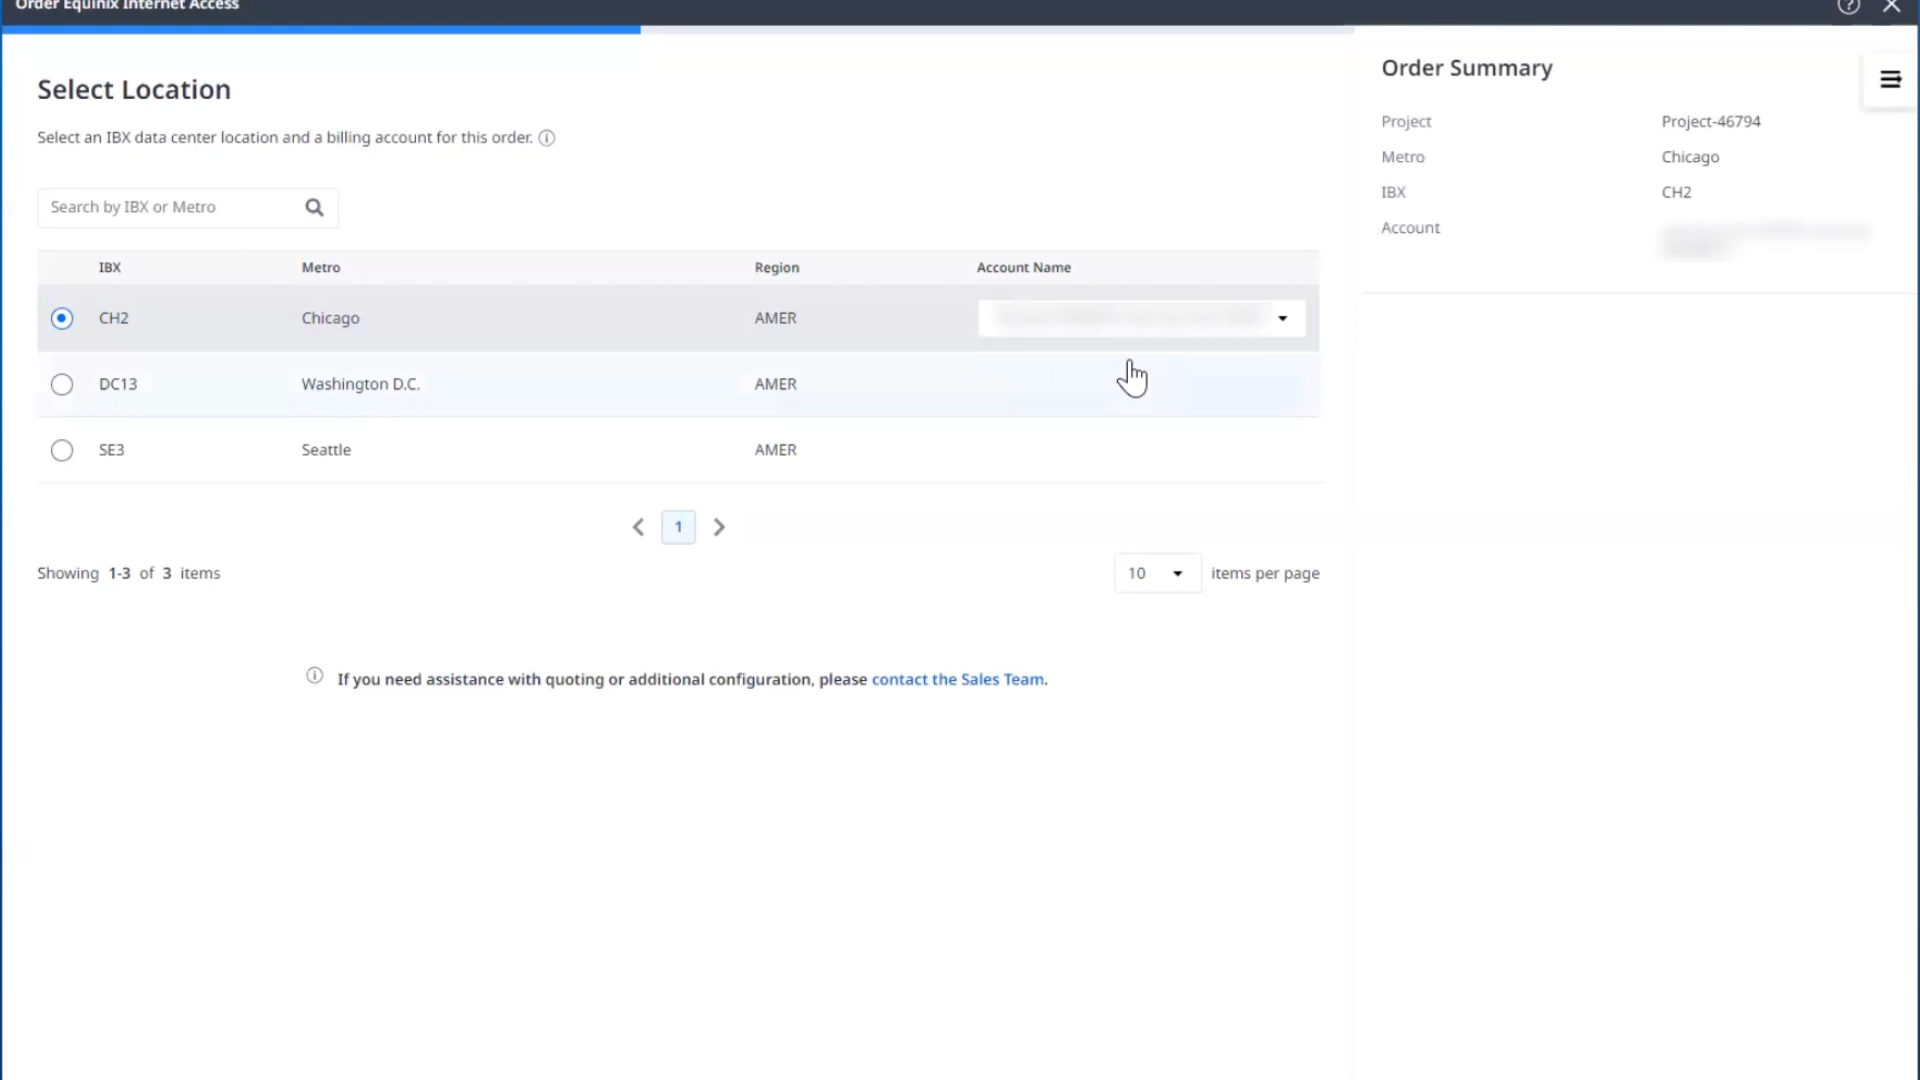 Order Equinix Internet Access
Select Location
Select an IBX data center location and a billing account for this order.
Search by IBX or Metro
IBX Metro Region Account Name
CH2 Chicago AMER
DC13 Washington D.C. AMER
SE3 Seattle AMER
1
Showing 1-3 of 3 items
10 items per page
If you need assistance with quoting or additional configuration, please contact the Sales Team.
Order Summary
Project Project-46794
Metro Chicago
IBX CH2
Account